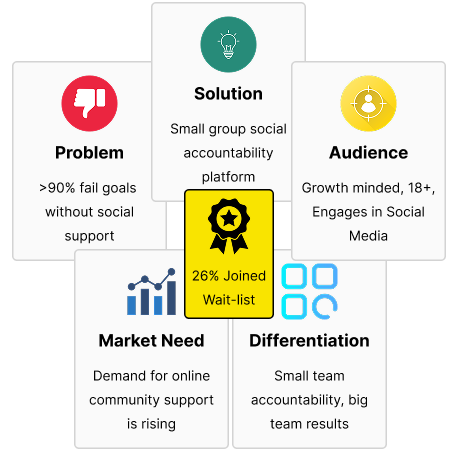 Solution
Small group social
accountability
platform
Problem
>90% fail goals
without social
support
Audience
Growth minded, 18+,
Engages in Social
Media
26% Joined
Wait-list
Market Need
Demand for online
community support
is rising
Differentiation
Small team
accountability, big
team results